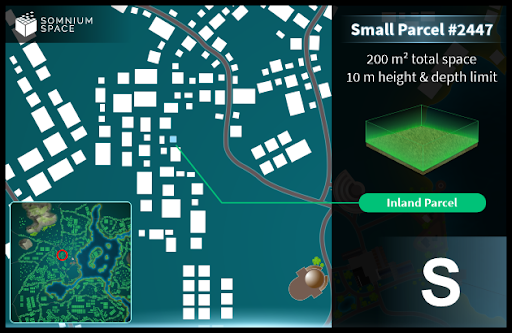 SOMNIUM
SPACE
Small Parcel #2447
200 m² total space
10 m height & depth limit
Inland Parcel
S